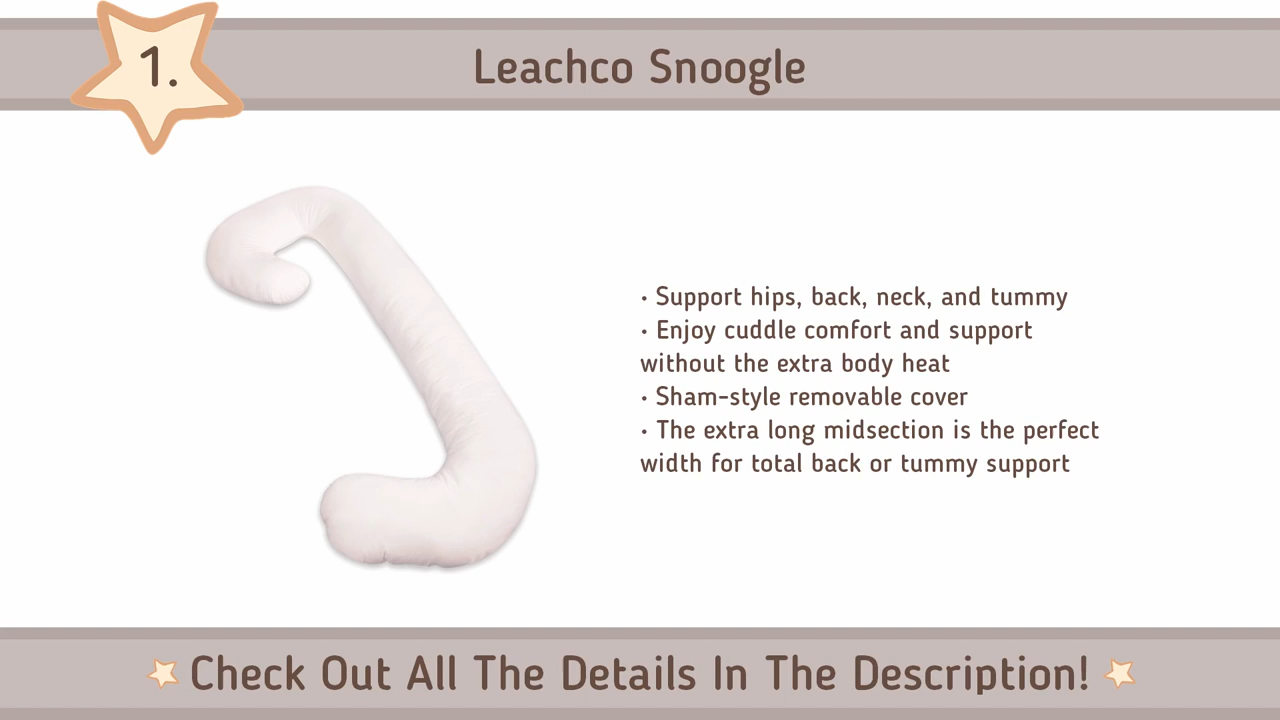 1.
Leachco Snoogle
• Support hips, back, neck, and tummy
• Enjoy cuddle comfort and support
without the extra body heat
• Sham-style removable cover
• The extra long midsection is the perfect
width for total back or tummy support
Check Out All The Details In The Description!